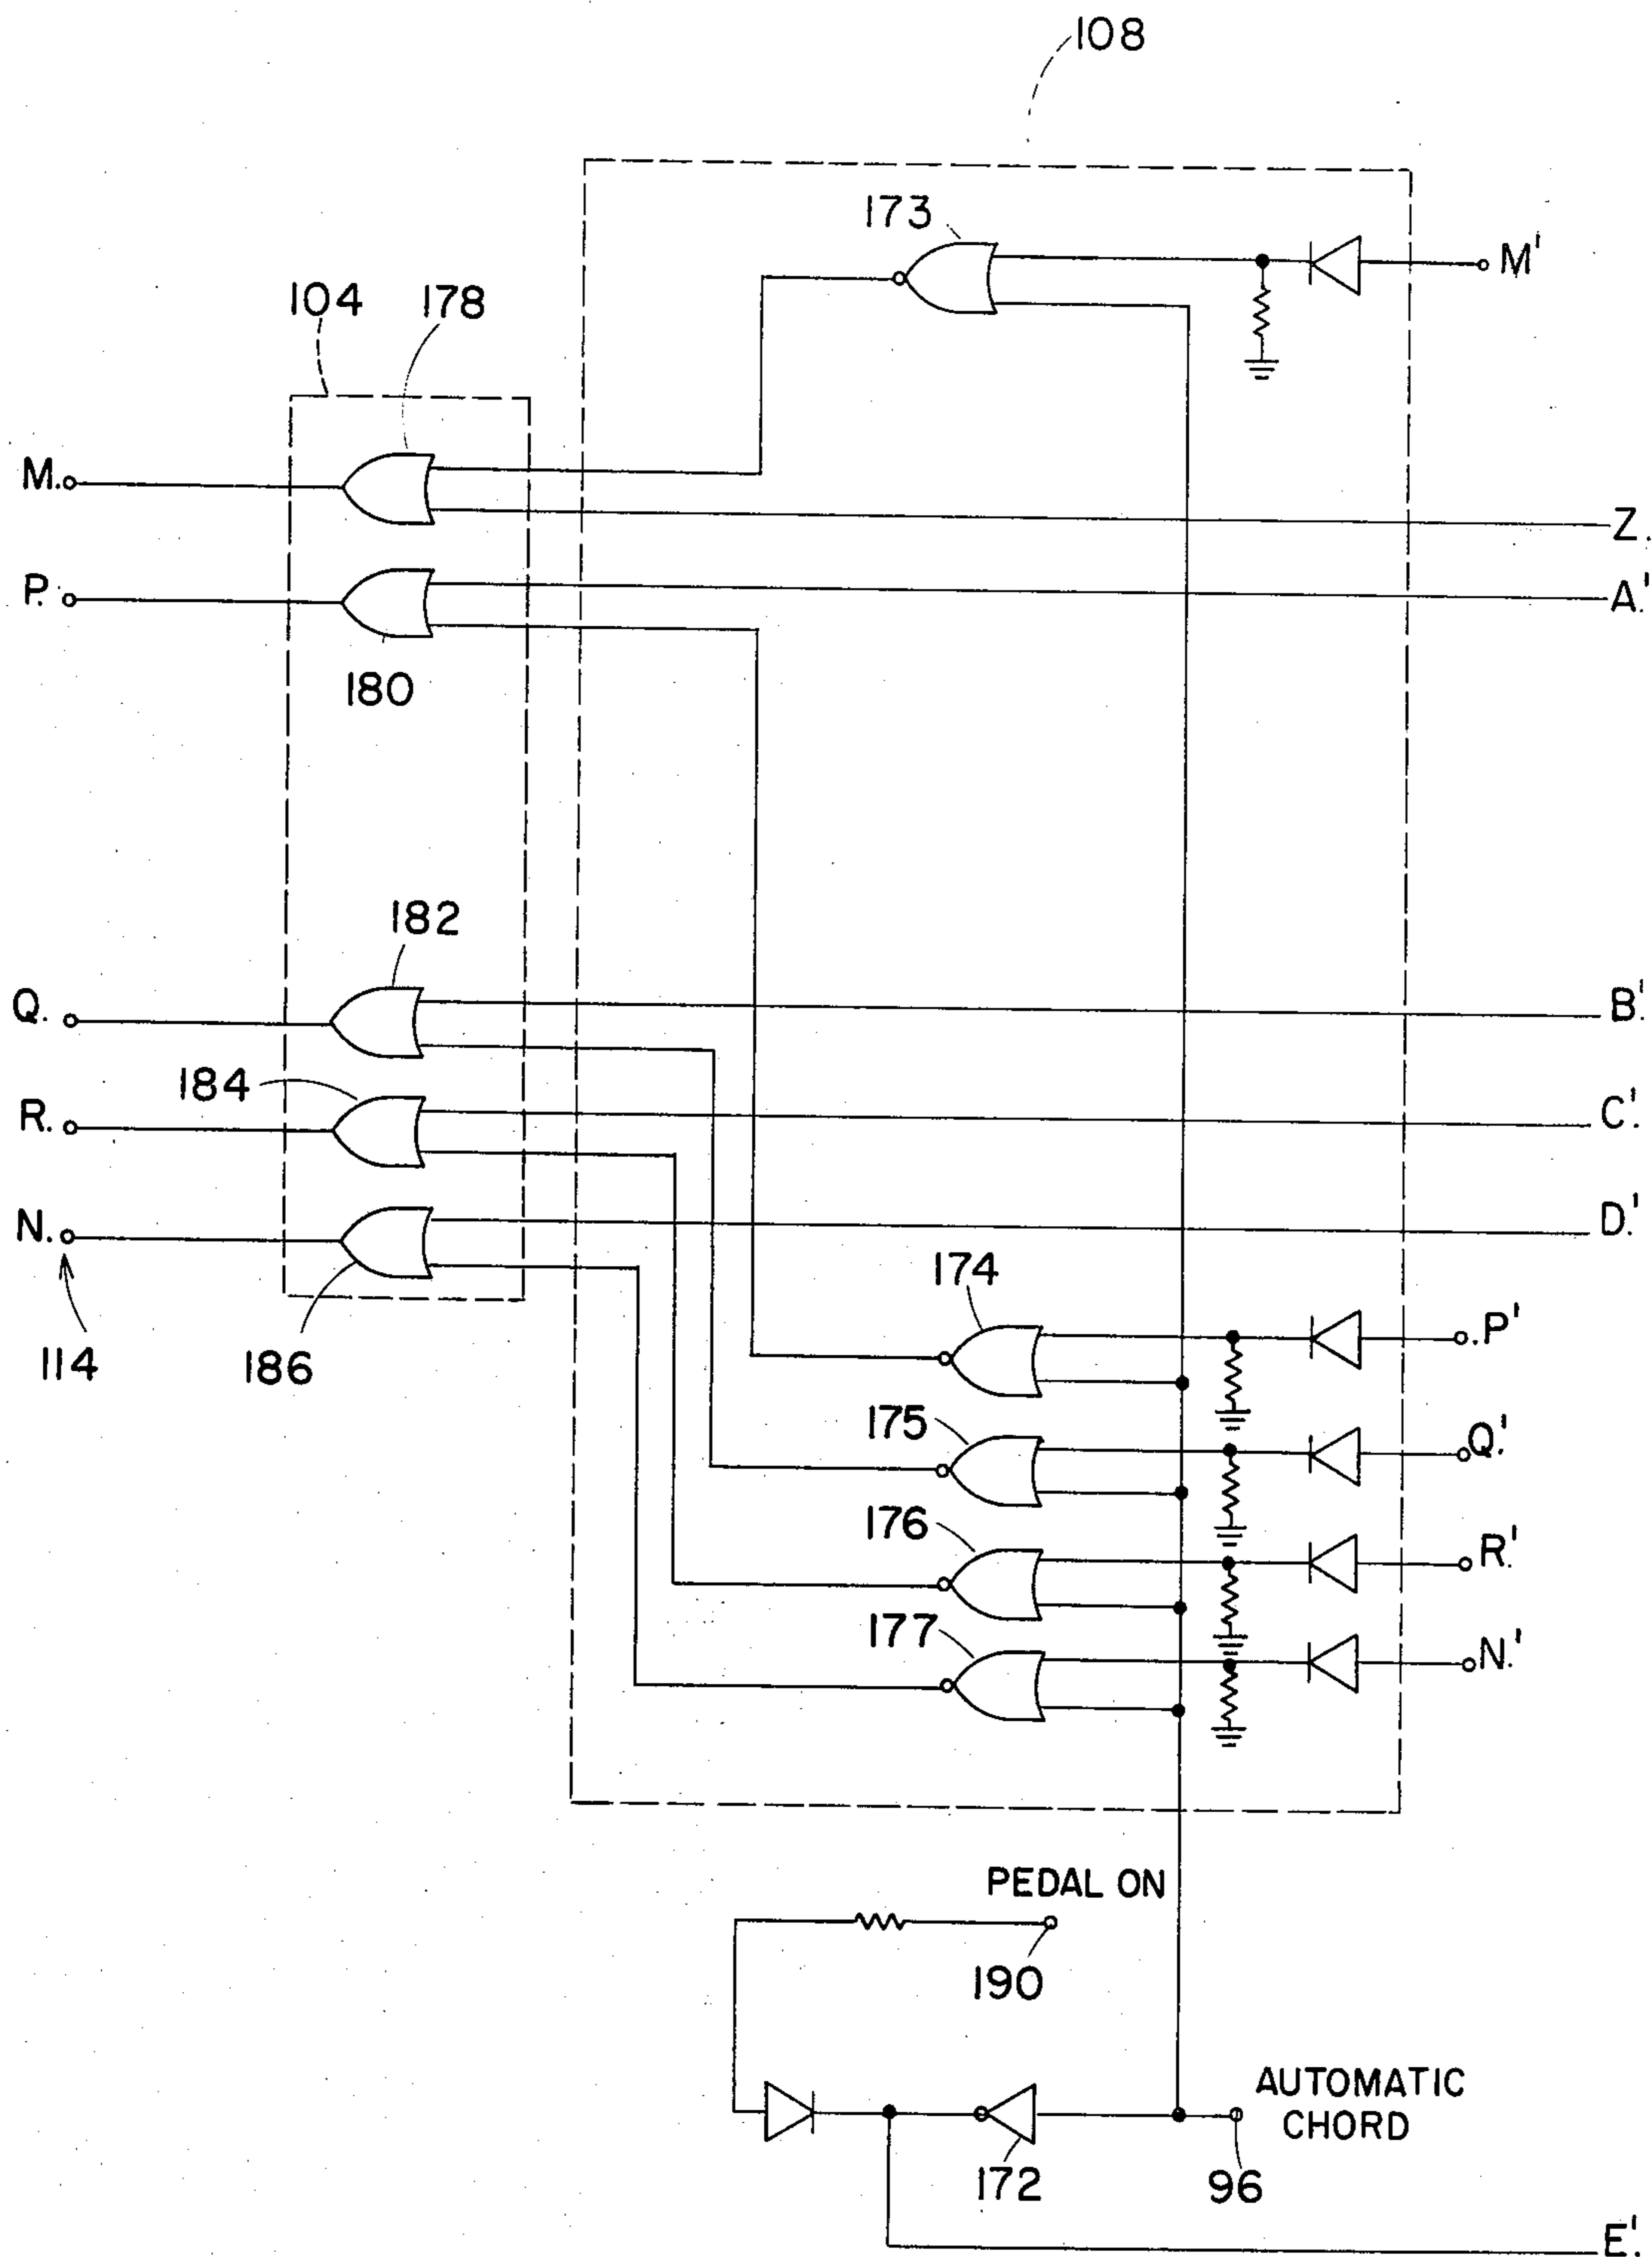 108
173
M'
104
178
M.
Z.
P.
A.'
180
182
Q.
B.'
184
R.
C.'
N.
D.'
174
114
186
.P'
175
Q.'
176
R.'
177
N.'
PEDAL ON
190
AUTOMATIC
CHORD
172
96
E.'